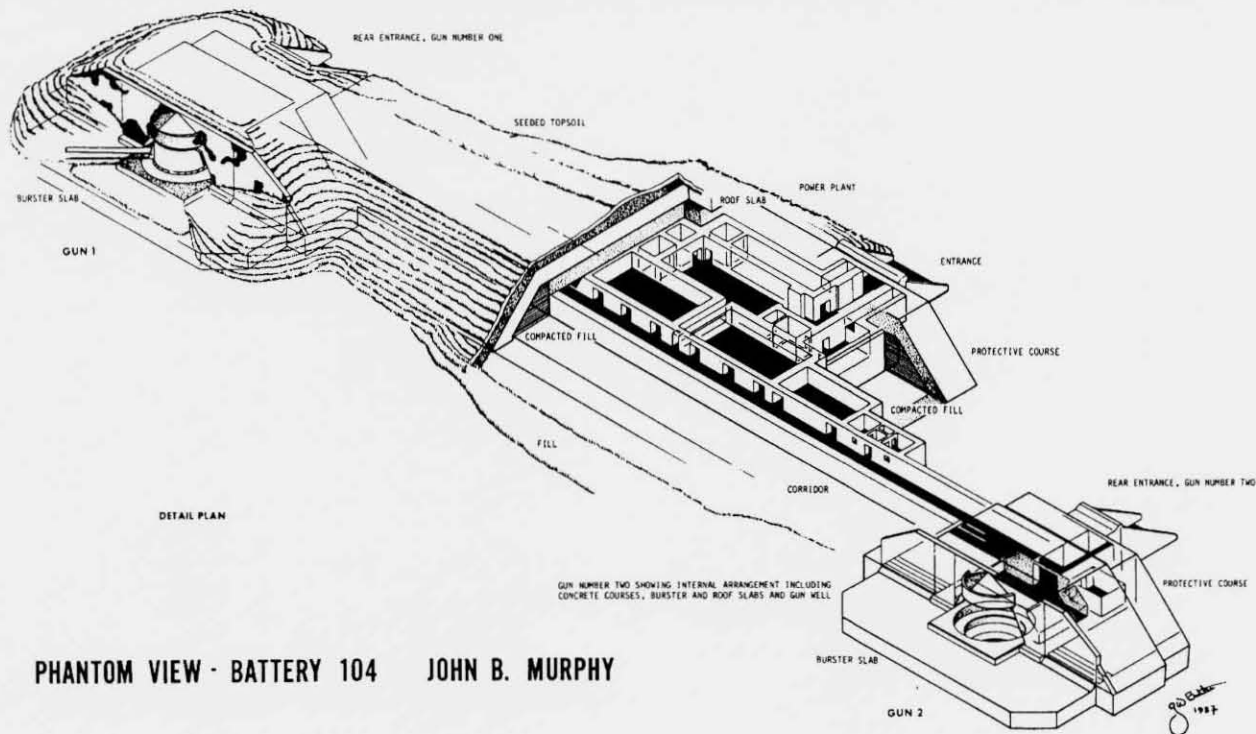 REAR ENTRANCE, GUN NUMBER ONE
SEEDED TOPSOIL
POWER PLANT
ROOF SLAB
BURSTER SLAB
GUN 1
ENTRANCE
COMPACTED FILL
PROTECTIVE COURSE
COMPACTED FILL
FILL
CORRIDOR
REAR ENTRANCE, GUN NUMBER TWO
DETAIL PLAN
GUN NUMBER TWO SHOWING INTERNAL ARRANGEMENT INCLUDING
CONCRETE COURSES, BURSTER AND ROOF SLABS AND GUN WELL
PROTECTIVE COURSE
BURSTER SLAB
PHANTOM VIEW - BATTERY 104 JOHN B. MURPHY
GUN 2
1987